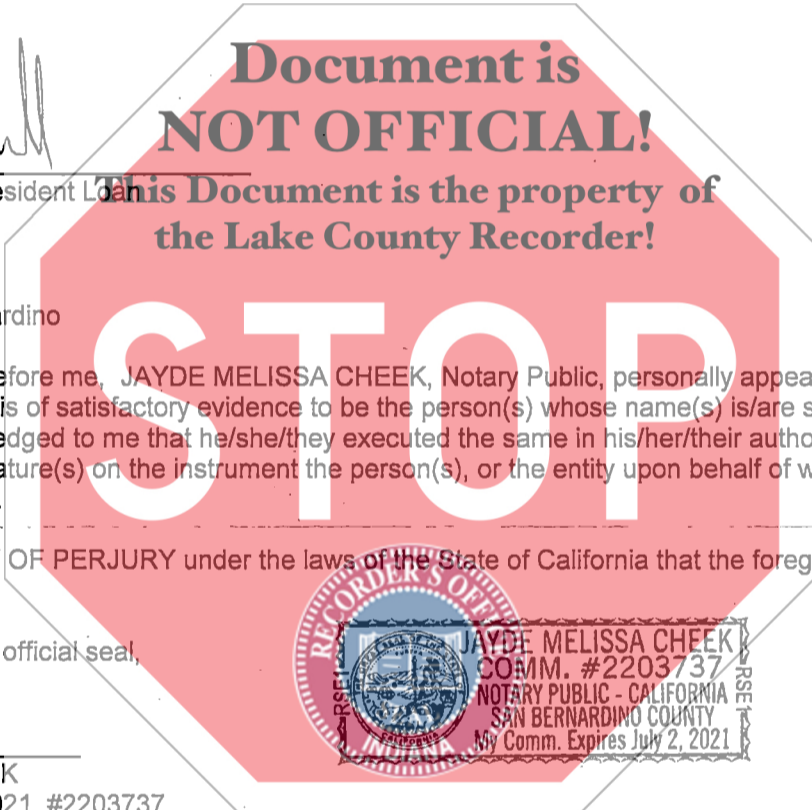 Document is
NOT OFFICIAL!
esident Loan
This Document is the property of
the Lake County Recorder!
ardino
STOP
efore me, JAYDE MELISSA CHEEK, Notary Public, personally appea
is of satisfactory evidence to be the person(s) whose name(s) is/are s
edged to me that he/she/they executed the same in his/her/their autho
ature(s) on the instrument the person(s), or the entity upon behalf of w
OF PERJURY under the laws of the State of California that the foreg
official seal,
RECORDER'S OFFICE
INDIANA
JAYDE MELISSA CHEEK
COMM. #2203737
NOTARY PUBLIC - CALIFORNIA
SAN BERNARDINO COUNTY
My Comm. Expires July 2, 2021
CALIFORNIA
K
021 #2203737